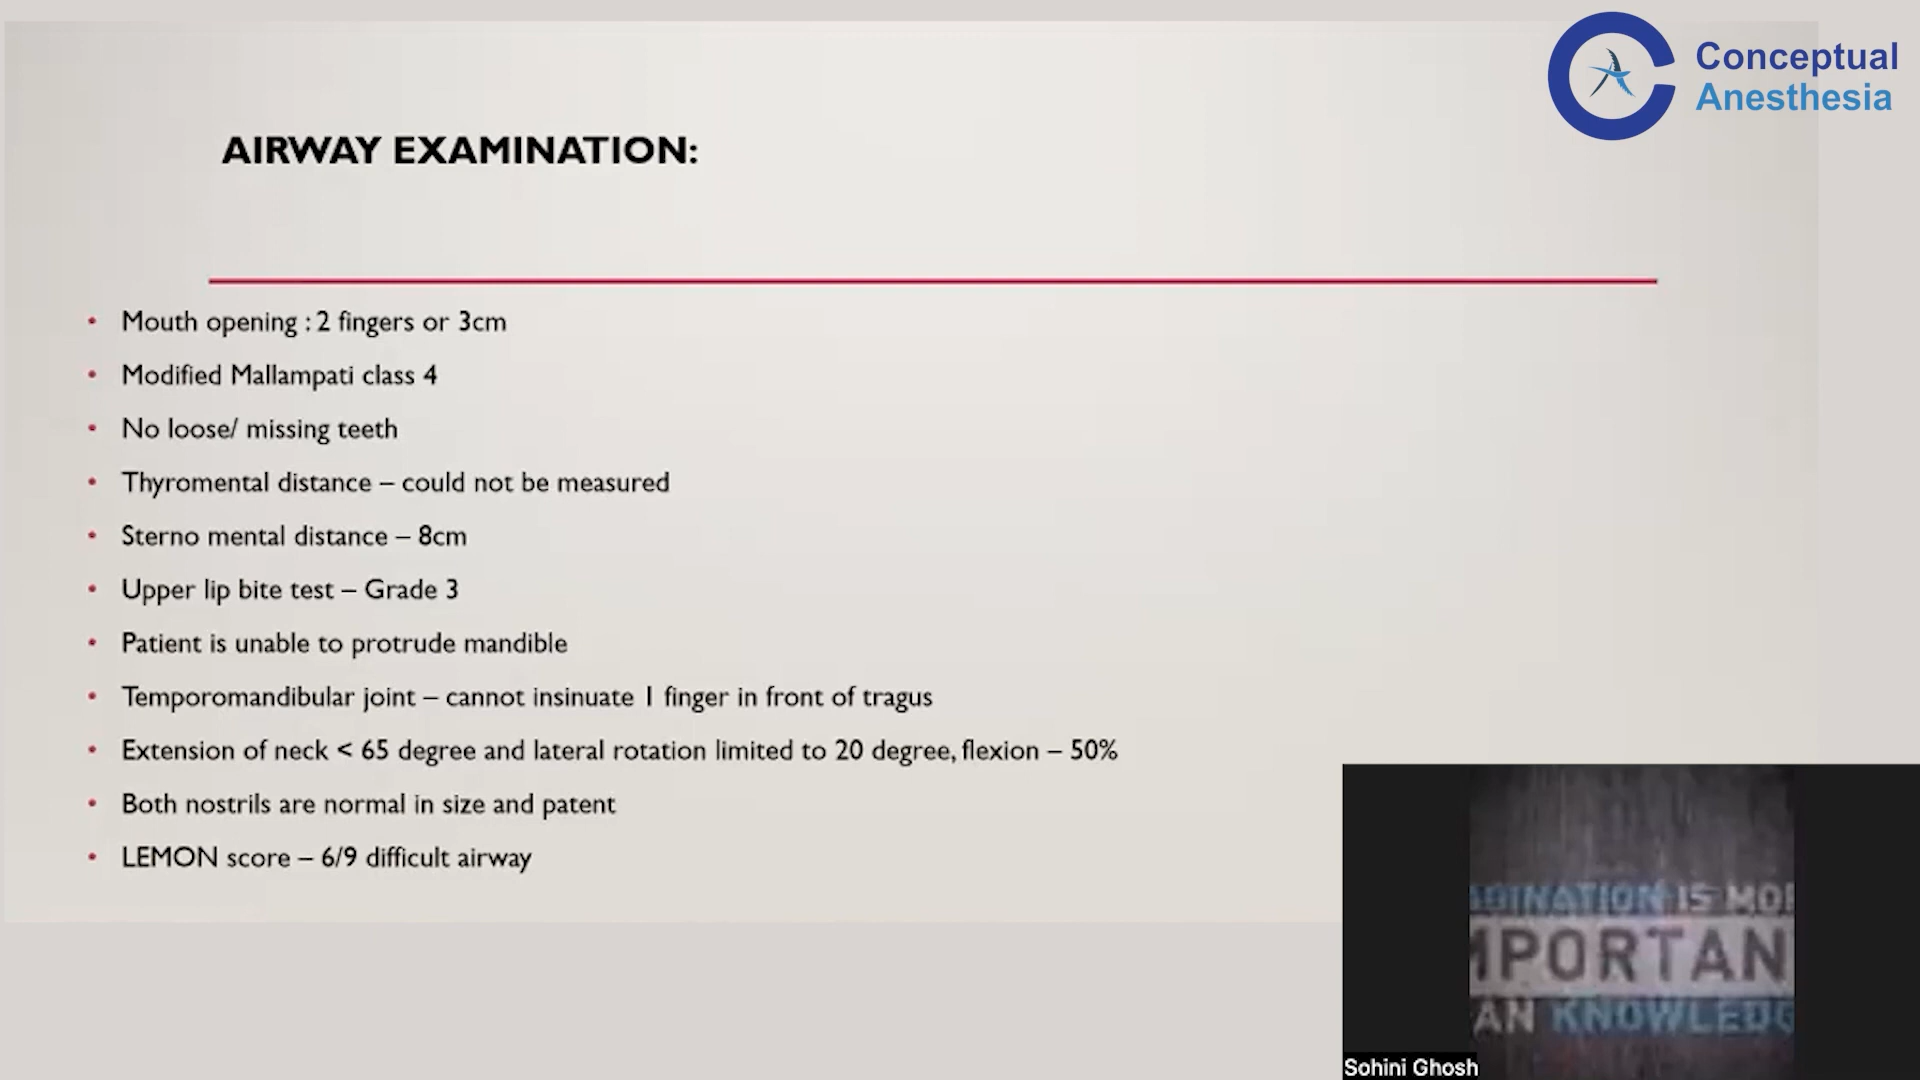 Conceptual
Anesthesia
AIRWAY EXAMINATION:
• Mouth opening : 2 fingers or 3cm
• Modified Mallampati class 4
• No loose/ missing teeth
• Thyromental distance – could not be measured
• Sterno mental distance – 8cm
• Upper lip bite test – Grade 3
• Patient is unable to protrude mandible
• Temporomandibular joint – cannot insinuate 1 finger in front of tragus
• Extension of neck < 65 degree and lateral rotation limited to 20 degree, flexion – 50%
• Both nostrils are normal in size and patent
• LEMON score – 6/9 difficult airway
IS
AN
Sohini Ghosh